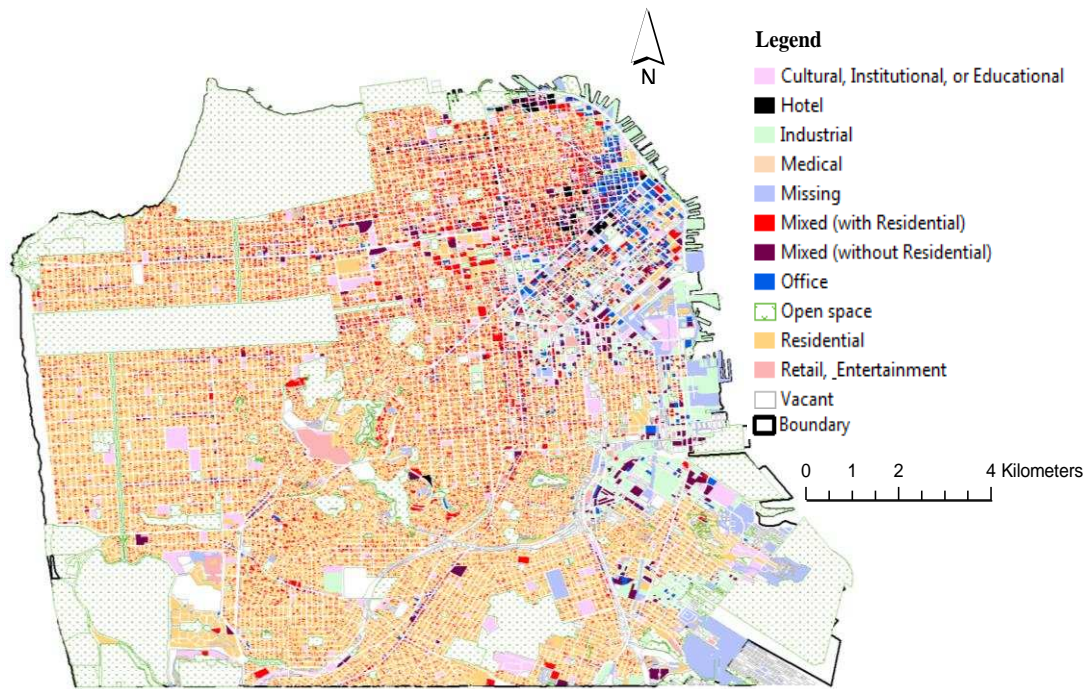 N
Legend
Cultural, Institutional, or Educational
Hotel
Industrial
Medical
Missing
Mixed (with Residential)
Mixed (without Residential)
Office
Open space
Residential
Retail, _Entertainment
Vacant
Boundary
0 1 2 4 Kilometers